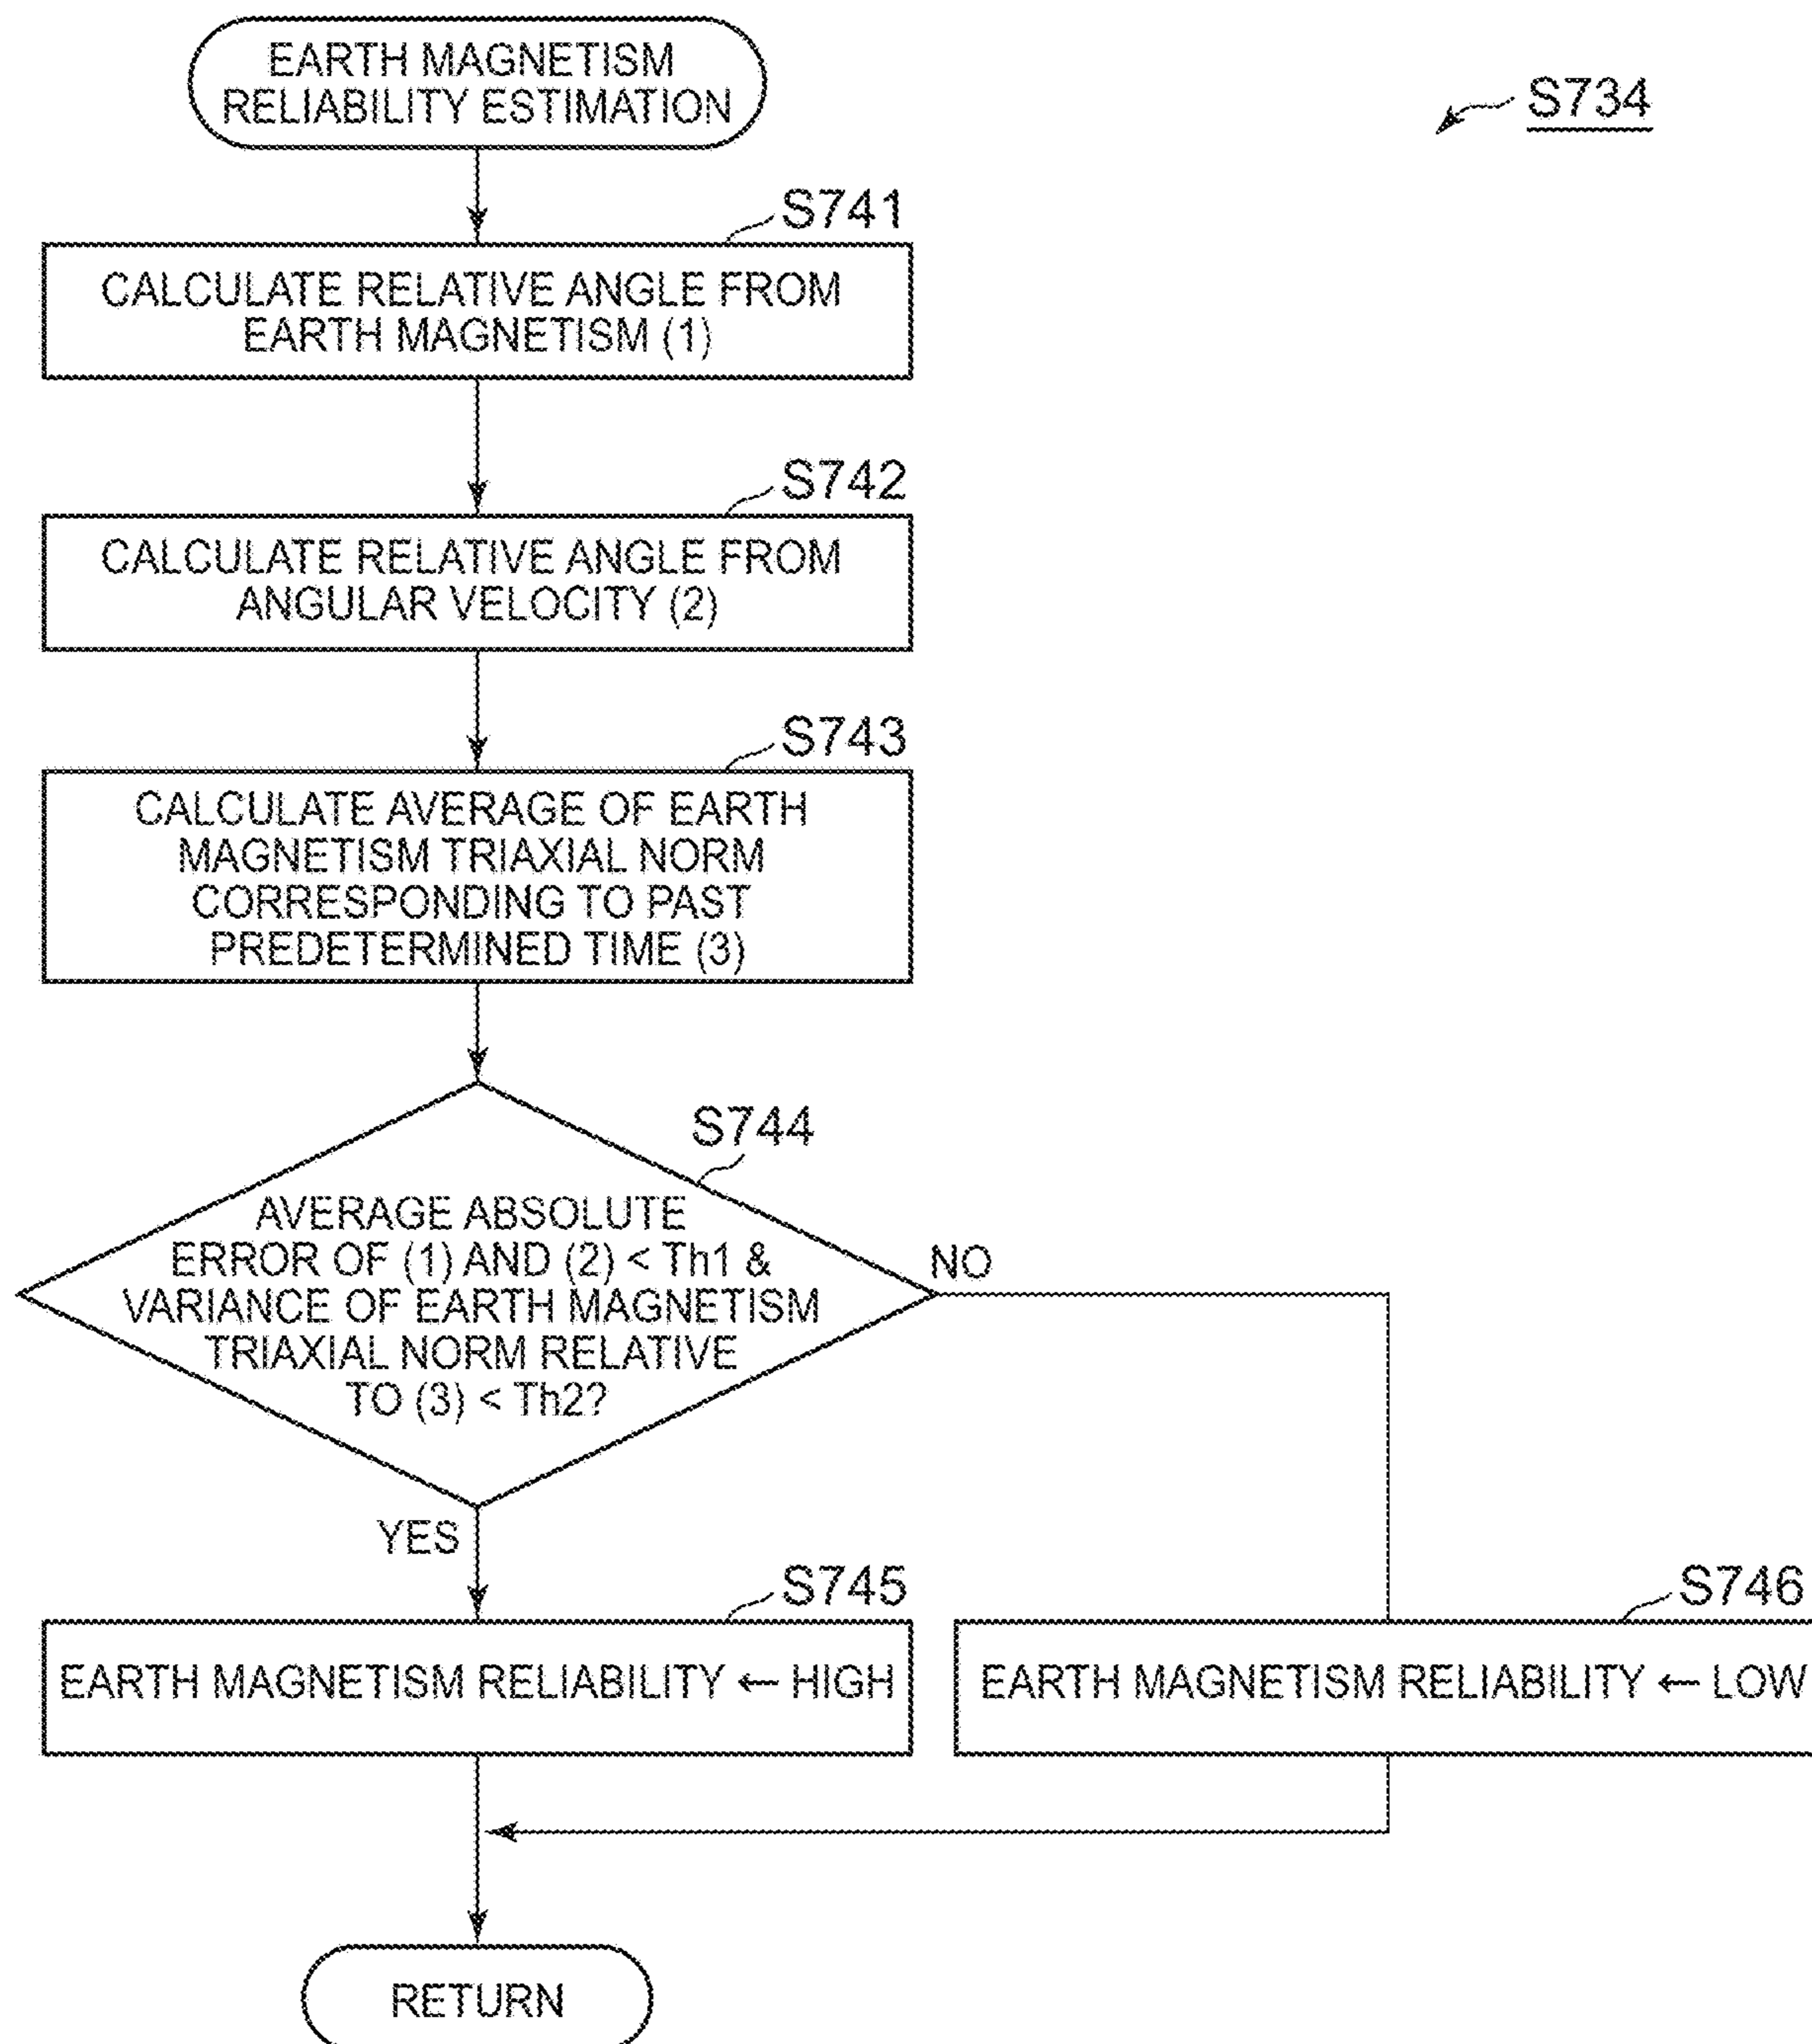 EARTH MAGNETISM
RELIABILITY ESTIMATION
S734
S741
CALCULATE RELATIVE ANGLE FROM
EARTH MAGNETISM (1)
S742
CALCULATE RELATIVE ANGLE FROM
ANGULAR VELOCITY (2)
S743
CALCULATE AVERAGE OF EARTH
MAGNETISM TRIAXIAL NORM
CORRESPONDING TO PAST
PREDETERMINED TIME (3)
S744
AVERAGE ABSOLUTE
ERROR OF (1) AND (2) < Th1 &
VARIANCE OF EARTH MAGNETISM
TRIAXIAL NORM RELATIVE
TO (3) < Th2?
NO
YES
S745
EARTH MAGNETISM RELIABILITY ← HIGH
S746
EARTH MAGNETISM RELIABILITY ← LOW
RETURN